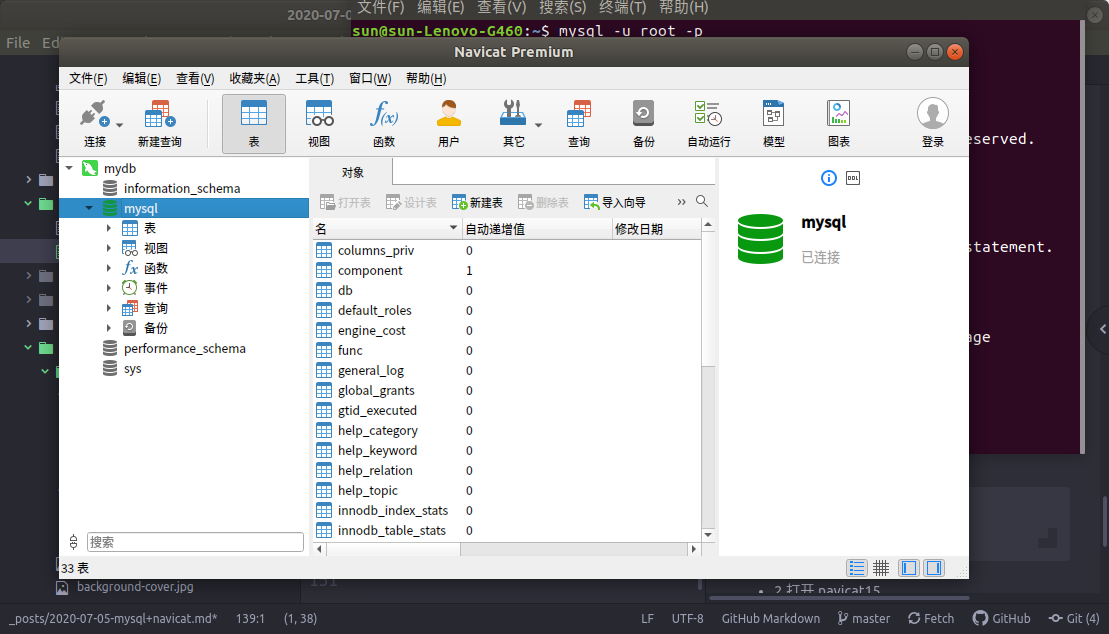 2020-07-0
文件(F) 编辑(E) 查看(V) 搜索(S) 终端(T) 帮助(H)
File Ed
sun@sun-Lenovo-G460:~$ mysql -u root -p
Navicat Premium
文件(F) 编辑(E) 查看(V) 收藏夹(A) 工具(T) 窗口(W) 帮助(H)
连接 新建查询 表 视图 函数 用户 其它 查询 备份 自动运行 模型 图表 登录
eserved.
mydb
information_schema
mysql
表
视图
函数
事件
查询
备份
performance_schema
sys
搜索
对象
打开表 设计表 新建表 删除表 导入向导 »
名 自动递增值 修改日期
columns_priv 0
component 1
db 0
default_roles 0
engine_cost 0
func 0
general_log 0
global_grants 0
gtid_executed 0
help_category 0
help_keyword 0
help_relation 0
help_topic 0
innodb_index_stats 0
innodb_table_stats 0
DDL
mysql
已连接
statement.
age
33 表
background-cover.jpg
151
2.打开 navicat15
_posts/2020-07-05-mysql+navicat.md* 139:1 (1, 38) LF UTF-8 GitHub Markdown master Fetch GitHub Git (4)